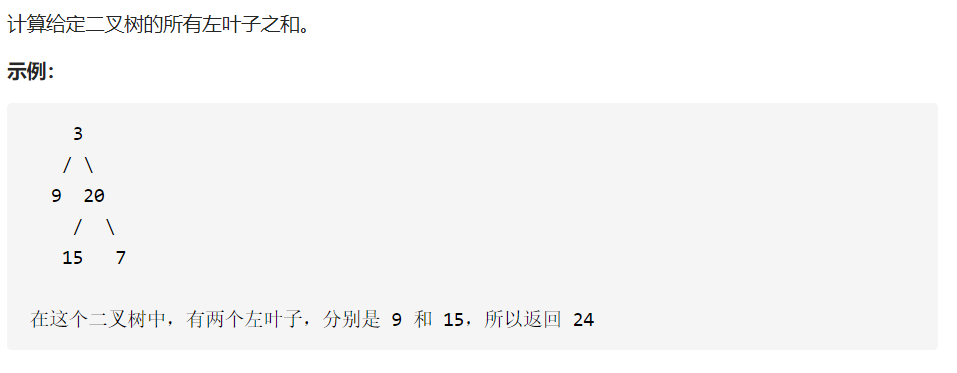 计算给定二叉树的所有左叶子之和。
示例：
3
/ \
9 20
/ \
15 7
在这个二叉树中，有两个左叶子，分别是 9 和 15，所以返回 24